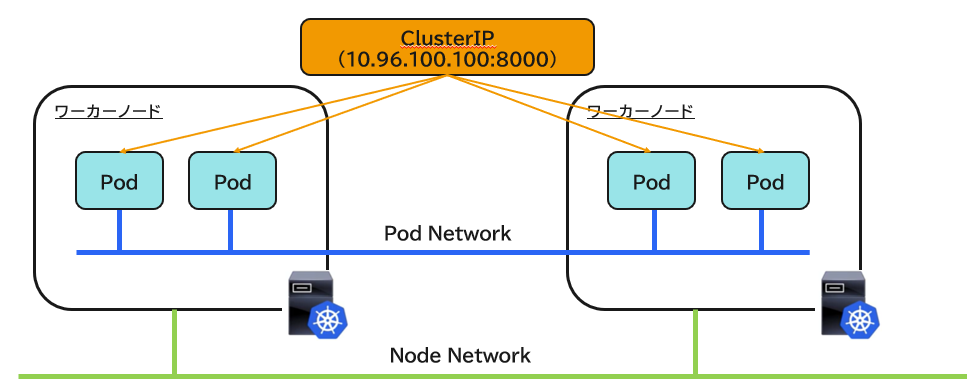 ClusterIP
（10.96.100.100:8000）
ワーカーノード
ワーカーノード
Pod
Pod
Pod
Pod
Pod Network
Node Network